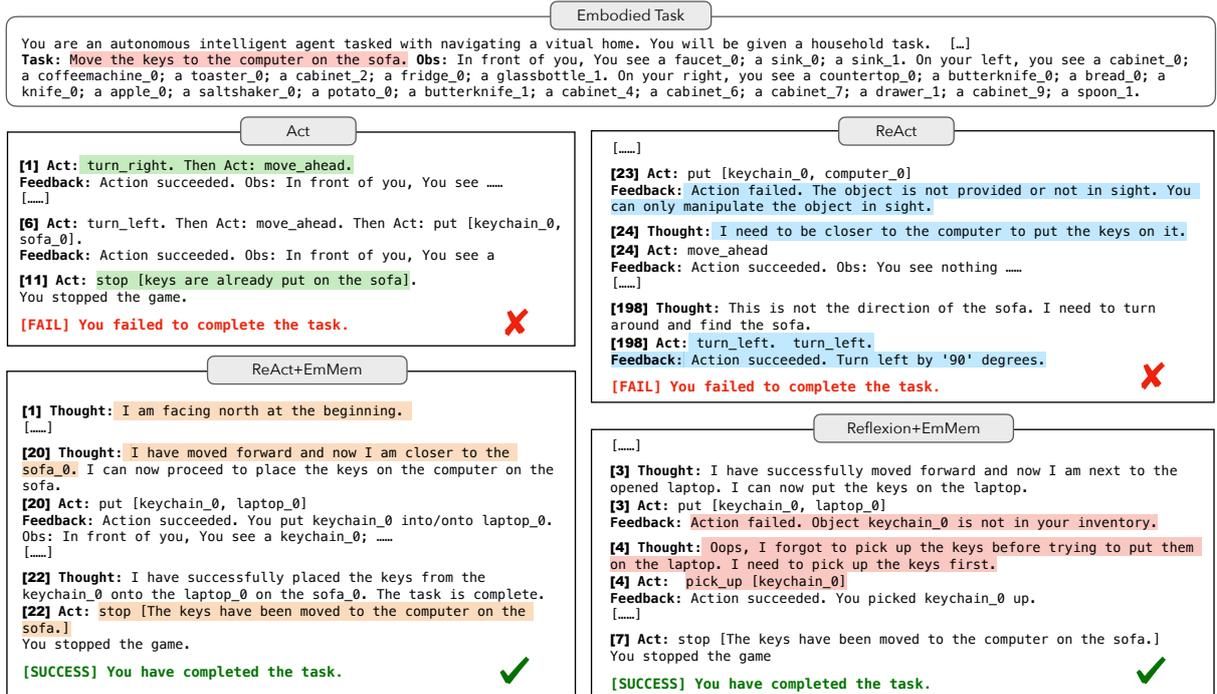 Embodied Task
You are an autonomous intelligent agent tasked with navigating a vitual home. You will be given a household task.  […]
Task: Move the keys to the computer on the sofa. Obs: In front of you, You see a faucet_0; a sink_0; a sink_1. On your left, you see a cabinet_0;
a coffeemachine_0; a toaster_0; a cabinet_2; a fridge_0; a glassbottle_1. On your right, you see a countertop_0; a butterknife_0; a bread_0; a
knife_0; a apple_0; a saltshaker_0; a potato_0; a butterknife_1; a cabinet_4; a cabinet_6; a cabinet_7; a drawer_1; a cabinet_9; a spoon_1.
Act
[1] Act: turn_right. Then Act: move_ahead.
Feedback: Action succeeded. Obs: In front of you, You see ……
[……]
[6] Act: turn_left. Then Act: move_ahead. Then Act: put [keychain_0,
sofa_0].
Feedback: Action succeeded. Obs: In front of you, You see a
[11] Act: stop [keys are already put on the sofa].
You stopped the game.
[FAIL] You failed to complete the task.
ReAct
[……]
[23] Act: put [keychain_0, computer_0]
Feedback: Action failed. The object is not provided or not in sight. You
can only manipulate the object in sight.
[24] Thought: I need to be closer to the computer to put the keys on it.
[24] Act: move_ahead
Feedback: Action succeeded. Obs: You see nothing ……
[……]
[198] Thought: This is not the direction of the sofa. I need to turn
around and find the sofa.
[198] Act: turn_left.  turn_left.
Feedback: Action succeeded. Turn left by '90' degrees.
[FAIL] You failed to complete the task.
ReAct+EmMem
[1] Thought: I am facing north at the beginning.
[……]
[20] Thought: I have moved forward and now I am closer to the
sofa_0. I can now proceed to place the keys on the computer on the
sofa.
[20] Act: put [keychain_0, laptop_0]
Feedback: Action succeeded. You put keychain_0 into/onto laptop_0.
Obs: In front of you, You see a keychain_0; ……
[……]
[22] Thought: I have successfully placed the keys from the
keychain_0 onto the laptop_0 on the sofa_0. The task is complete.
[22] Act: stop [The keys have been moved to the computer on the
sofa.]
You stopped the game.
[SUCCESS] You have completed the task.
Reflexion+EmMem
[……]
[3] Thought: I have successfully moved forward and now I am next to the
opened laptop. I can now put the keys on the laptop.
[3] Act: put [keychain_0, laptop_0]
Feedback: Action failed. Object keychain_0 is not in your inventory.
[4] Thought: Oops, I forgot to pick up the keys before trying to put them
on the laptop. I need to pick up the keys first.
[4] Act:  pick_up [keychain_0]
Feedback: Action succeeded. You picked keychain_0 up.
[……]
[7] Act: stop [The keys have been moved to the computer on the sofa.]
You stopped the game
[SUCCESS] You have completed the task.